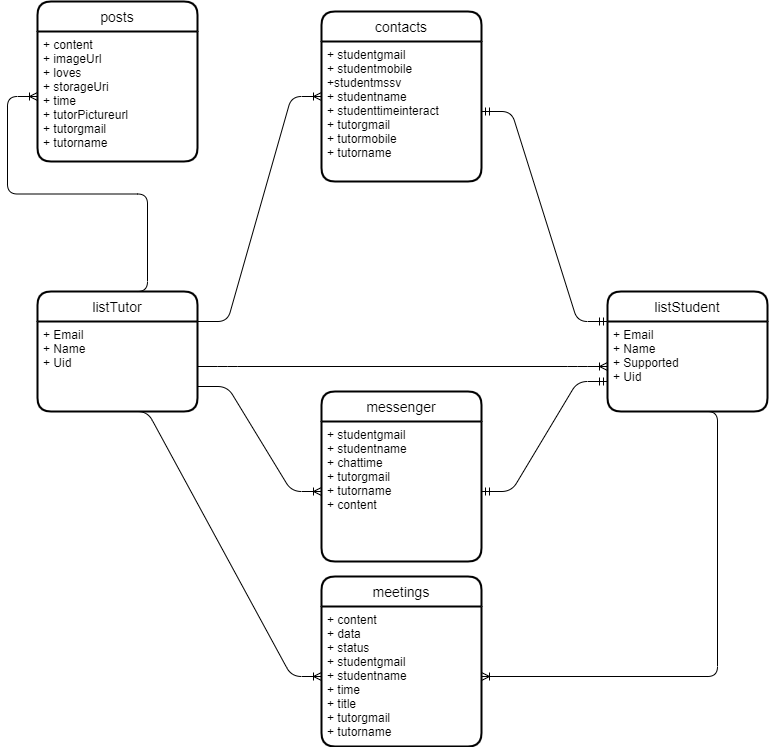 posts
+ content
+ imageUrl
+ loves
+ storageUri
+ time
+ tutorPictureurl
+ tutorgmail
+ tutorname
contacts
+ studentgmail
+ studentmobile
+studentmssv
+ studentname
+ studenttimeinteract
+ tutorgmail
+ tutormobile
+ tutorname
listTutor
+ Email
+ Name
+ Uid
listStudent
+ Email
+ Name
+ Supported
+ Uid
messenger
+ studentgmail
+ studentname
+ chattime
+ tutorgmail
+ tutorname
+ content
meetings
+ content
+ data
+ status
+ studentgmail
+ studentname
+ time
+ title
+ tutorgmail
+ tutorname